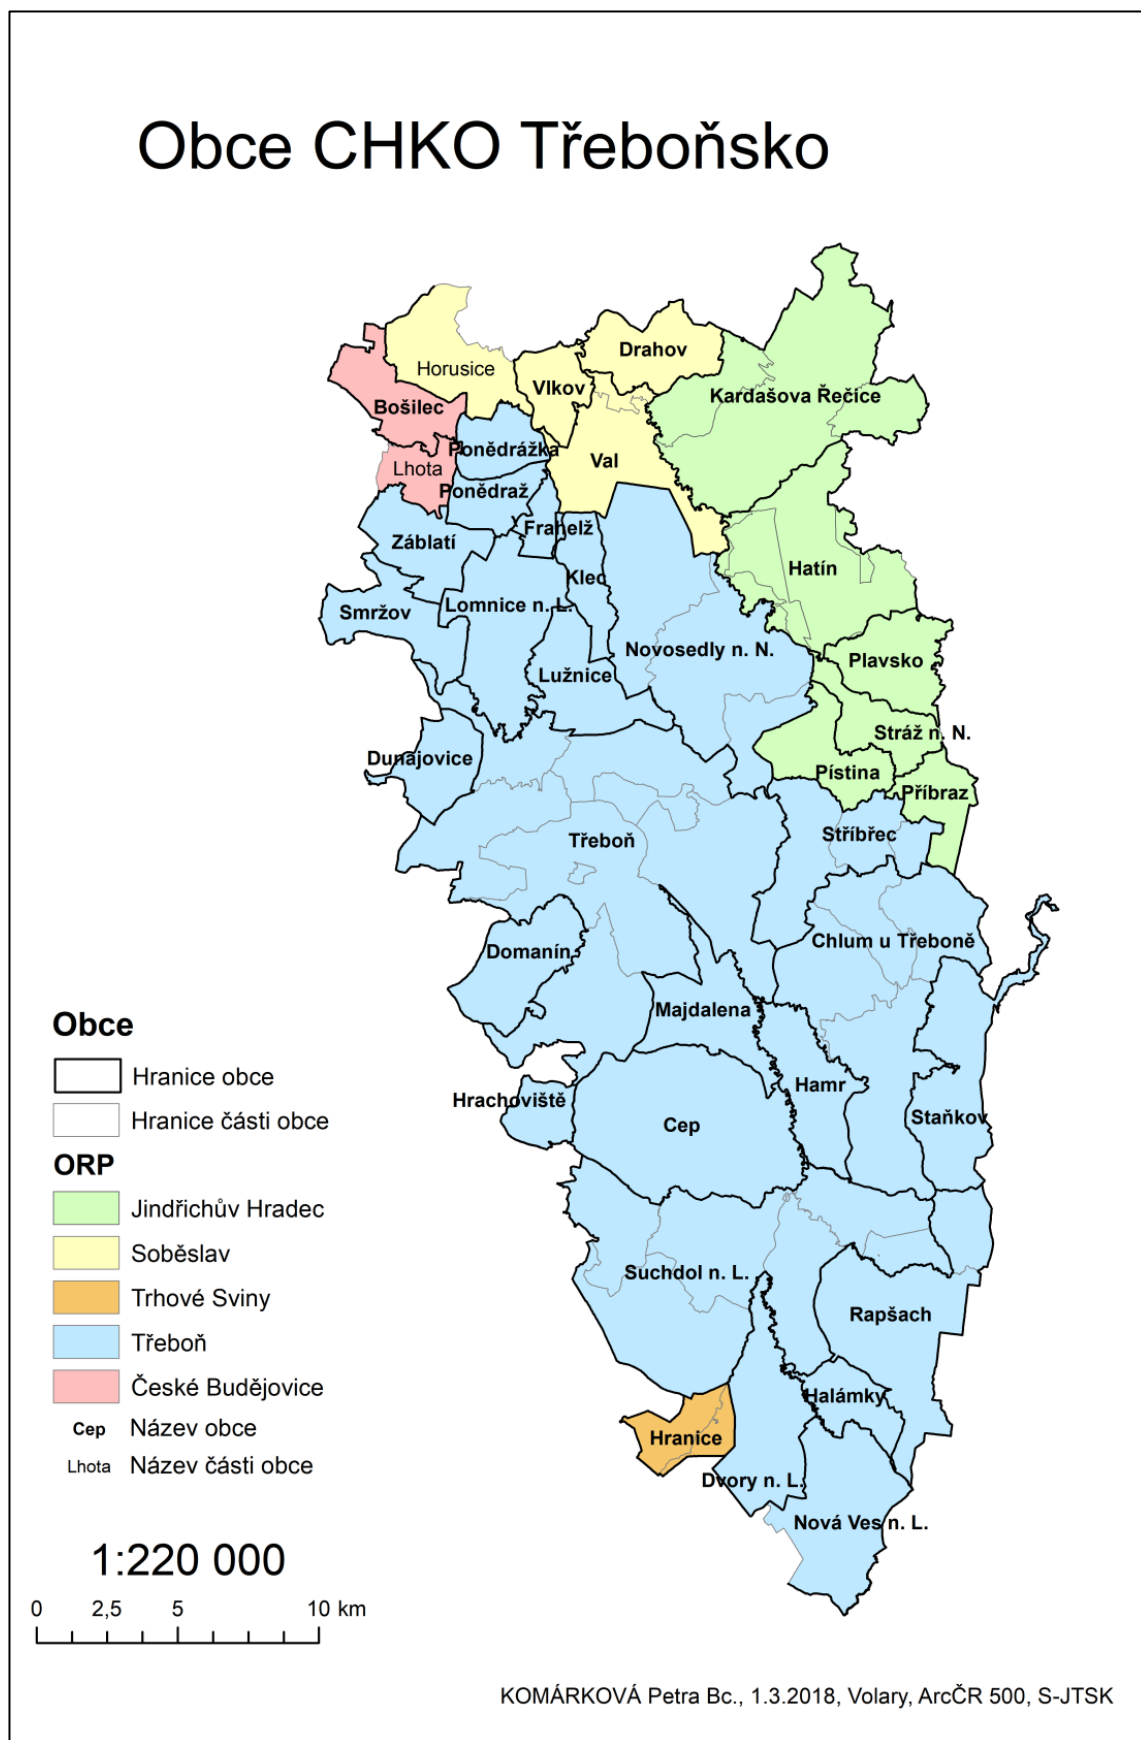 Obce CHKO Třeboňsko
Drahov
Horusice
Vlkov
Kardašova Řečice
Bošilec
Ponědrážka
Val
Lhota
Ponědraž
Frahelž
Záblatí
Hatín
Klec
Lomnice n. L.
Smržov
Novosedly n. N.
Plavsko
Lužnice
Stráž n. N.
Dunajovice
Pístina
Příbraz
Stříbřec
Třeboň
Chlum u Třeboně
Domanín
Majdalena
Hamr
Hrachoviště
Staňkov
Cep
Suchdol n. L.
Rapšach
Halámky
Hranice
Dvory n. L.
Nová Ves n. L.
Obce
Hranice obce
Hranice části obce
ORP
Jindřichův Hradec
Soběslav
Trhové Sviny
Třeboň
České Budějovice
Cep Název obce
Lhota Název části obce
1:220 000
0 2,5 5 10 km
KOMÁRKOVÁ Petra Bc., 1.3.2018, Volary, ArcČR 500, S-JTSK